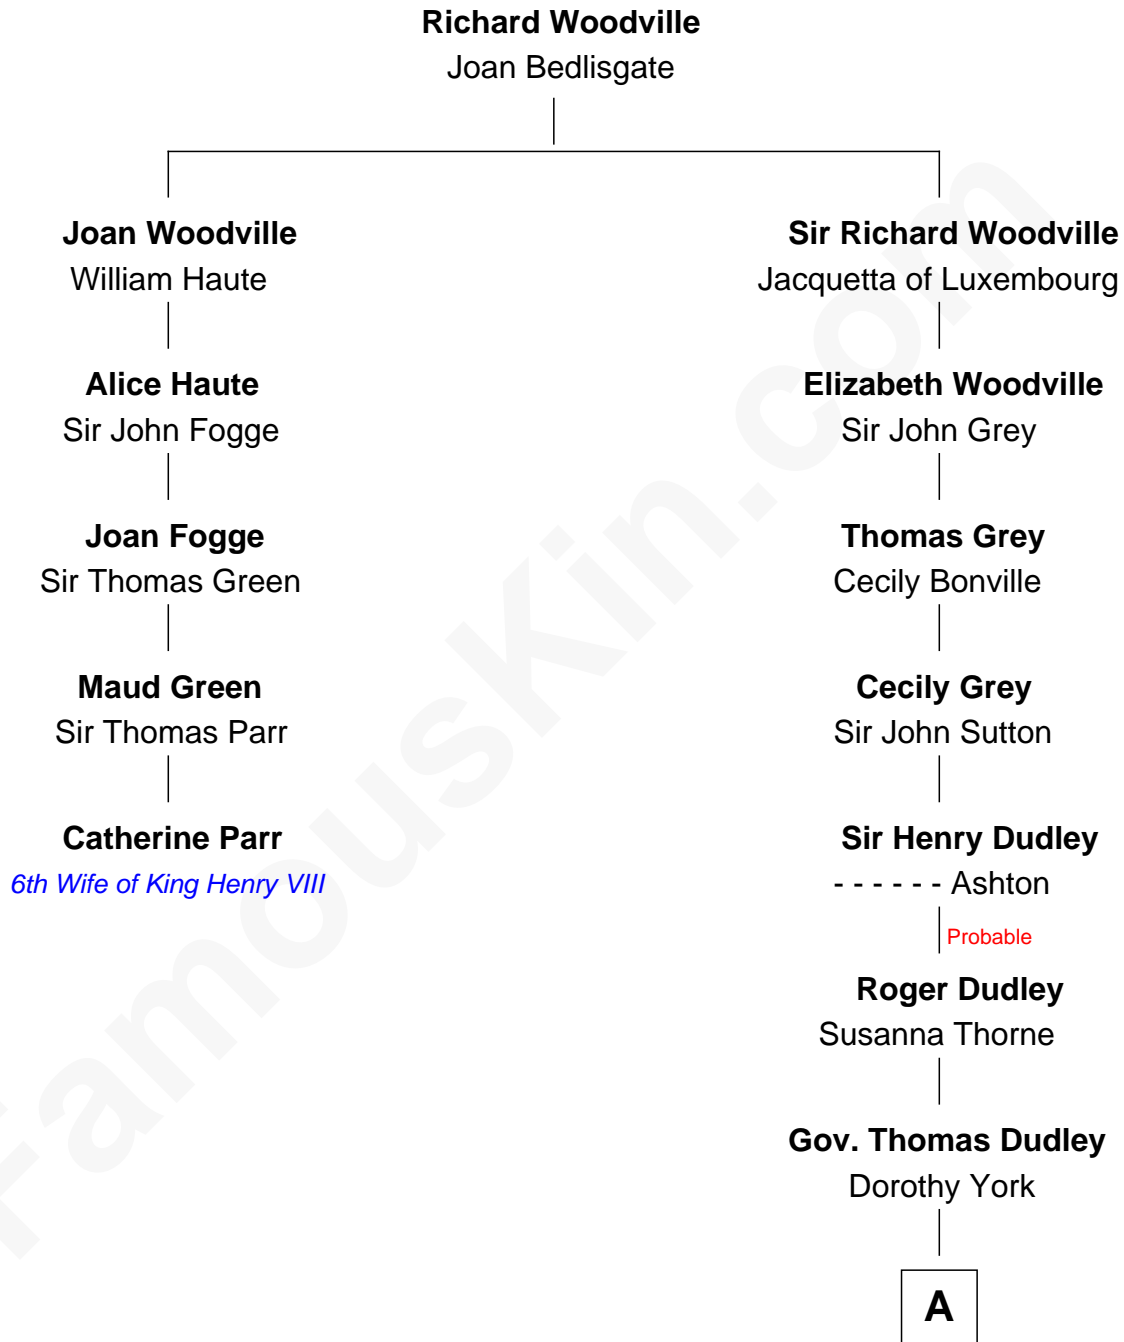 Richard Woodville
Joan Bedlisgate
Joan Woodville
William Haute
Sir Richard Woodville
Jacquetta of Luxembourg
Alice Haute
Sir John Fogge
Elizabeth Woodville
Sir John Grey
Joan Fogge
Sir Thomas Green
Thomas Grey
Cecily Bonville
Maud Green
Sir Thomas Parr
Cecily Grey
Sir John Sutton
Catherine Parr
6th Wife of King Henry VIII
Sir Henry Dudley
- - - - - - Ashton
Probable
Roger Dudley
Susanna Thorne
Gov. Thomas Dudley
Dorothy York
A
FamousKin.com